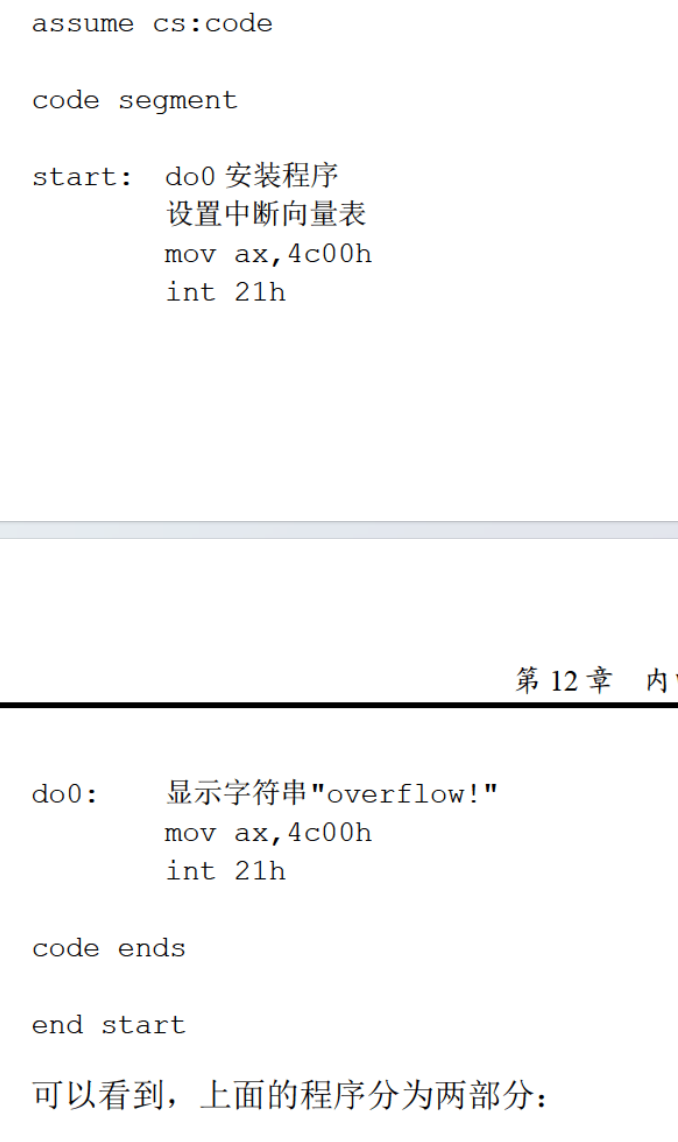 assume cs:code
code segment
start: do0 安装程序
设置中断向量表
mov ax,4c00h
int 21h
第 12 章 内
do0: 显示字符串"overflow!"
mov ax,4c00h
int 21h
code ends
end start
可以看到，上面的程序分为两部分：